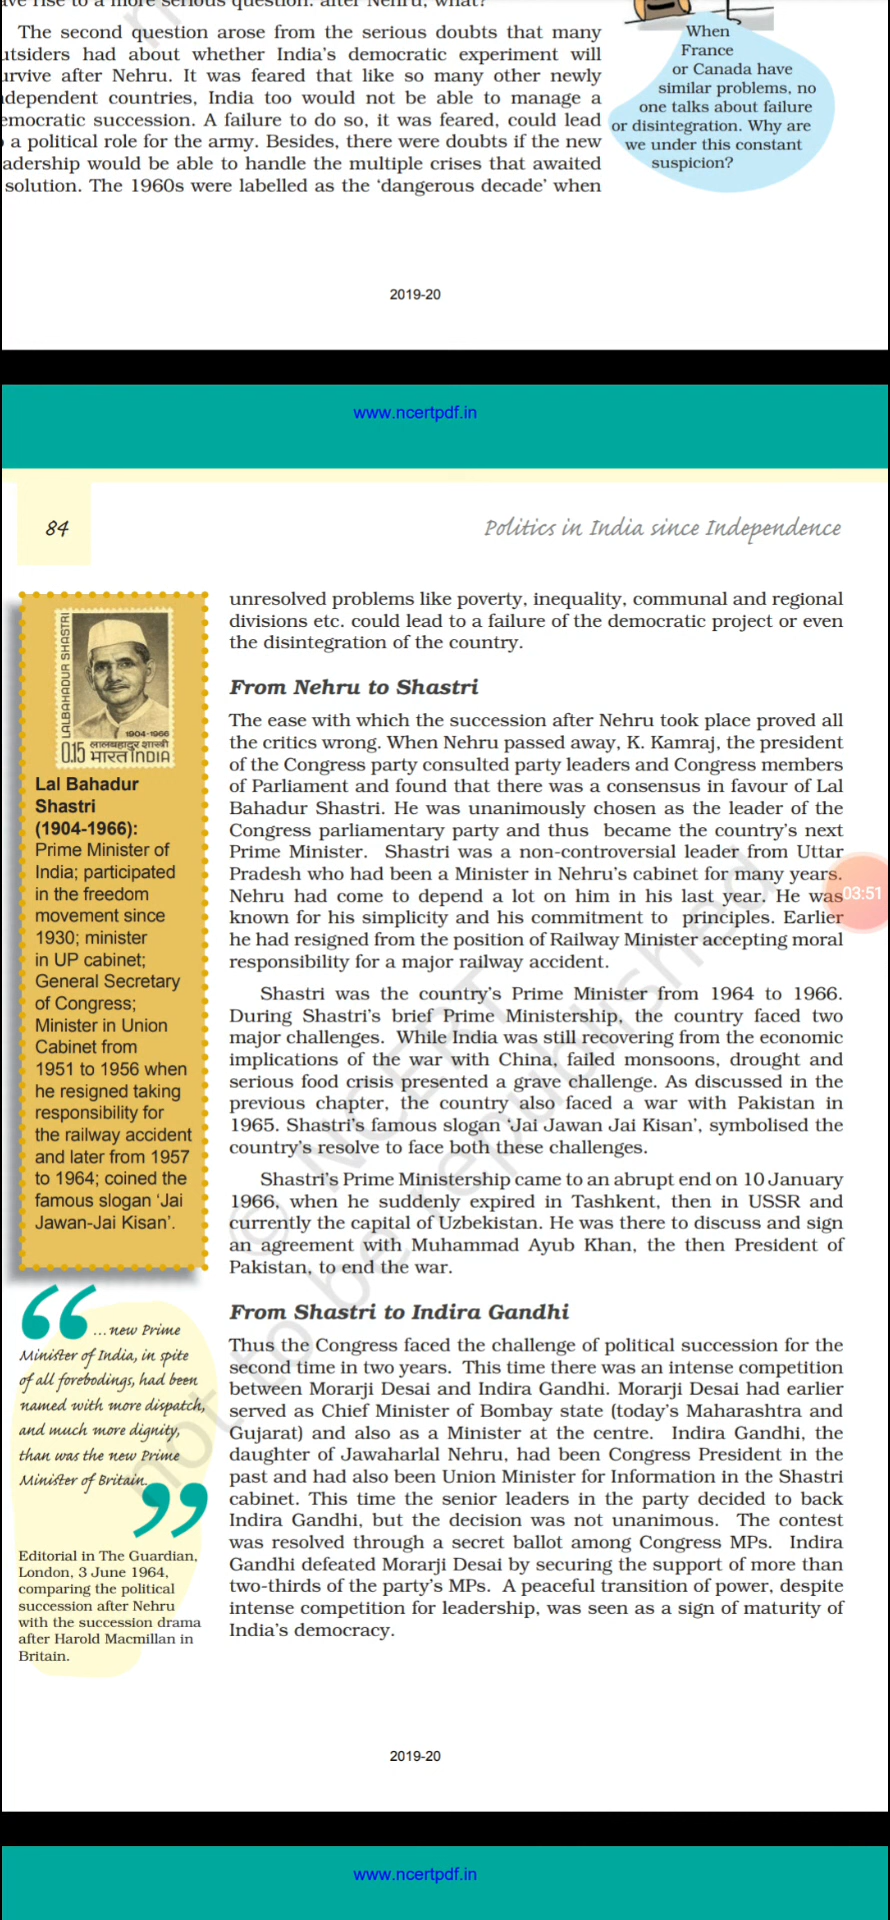 ve rise to a more serious question: after Nehru, what?
The second question arose from the serious doubts that many
utsiders had about whether India's democratic experiment will
urvive after Nehru. It was feared that like so many other newly
dependent countries, India too would not be able to manage a
emocratic succession. A failure to do so, it was feared, could lead
a political role for the army. Besides, there were doubts if the new
adership would be able to handle the multiple crises that awaited
solution. The 1960s were labelled as the 'dangerous decade' when
When
France
or Canada have
similar problems, no
one talks about failure
or disintegration. Why are
we under this constant
suspicion?
2019-20
www.ncertpdf.in
84
Politics in India since Independence
LALBAHADUR SHASTRI
1904-1966
लालबहादुर शास्त्री
0.15 भारत INDIA
Lal Bahadur
Shastri
(1904-1966):
Prime Minister of
India; participated
in the freedom
movement since
1930; minister
in UP cabinet;
General Secretary
of Congress;
Minister in Union
Cabinet from
1951 to 1956 when
he resigned taking
responsibility for
the railway accident
and later from 1957
to 1964; coined the
famous slogan 'Jai
Jawan-Jai Kisan'.
“ ...new Prime
Minister of India, in spite
of all forebodings, had been
named with more dispatch,
and much more dignity,
than was the new Prime
Minister of Britain. ”
Editorial in The Guardian,
London, 3 June 1964,
comparing the political
succession after Nehru
with the succession drama
after Harold Macmillan in
Britain.
unresolved problems like poverty, inequality, communal and regional
divisions etc. could lead to a failure of the democratic project or even
the disintegration of the country.
From Nehru to Shastri
The ease with which the succession after Nehru took place proved all
the critics wrong. When Nehru passed away, K. Kamraj, the president
of the Congress party consulted party leaders and Congress members
of Parliament and found that there was a consensus in favour of Lal
Bahadur Shastri. He was unanimously chosen as the leader of the
Congress parliamentary party and thus became the country's next
Prime Minister. Shastri was a non-controversial leader from Uttar
Pradesh who had been a Minister in Nehru's cabinet for many years.
Nehru had come to depend a lot on him in his last year. He was
known for his simplicity and his commitment to principles. Earlier
he had resigned from the position of Railway Minister accepting moral
responsibility for a major railway accident.
03:51
Shastri was the country's Prime Minister from 1964 to 1966.
During Shastri's brief Prime Ministership, the country faced two
major challenges. While India was still recovering from the economic
implications of the war with China, failed monsoons, drought and
serious food crisis presented a grave challenge. As discussed in the
previous chapter, the country also faced a war with Pakistan in
1965. Shastri's famous slogan 'Jai Jawan Jai Kisan', symbolised the
country's resolve to face both these challenges.
Shastri's Prime Ministership came to an abrupt end on 10 January
1966, when he suddenly expired in Tashkent, then in USSR and
currently the capital of Uzbekistan. He was there to discuss and sign
an agreement with Muhammad Ayub Khan, the then President of
Pakistan, to end the war.
From Shastri to Indira Gandhi
Thus the Congress faced the challenge of political succession for the
second time in two years. This time there was an intense competition
between Morarji Desai and Indira Gandhi. Morarji Desai had earlier
served as Chief Minister of Bombay state (today's Maharashtra and
Gujarat) and also as a Minister at the centre. Indira Gandhi, the
daughter of Jawaharlal Nehru, had been Congress President in the
past and had also been Union Minister for Information in the Shastri
cabinet. This time the senior leaders in the party decided to back
Indira Gandhi, but the decision was not unanimous. The contest
was resolved through a secret ballot among Congress MPs. Indira
Gandhi defeated Morarji Desai by securing the support of more than
two-thirds of the party's MPs. A peaceful transition of power, despite
intense competition for leadership, was seen as a sign of maturity of
India's democracy.
© NCERT
not to be republished
2019-20
www.ncertpdf.in